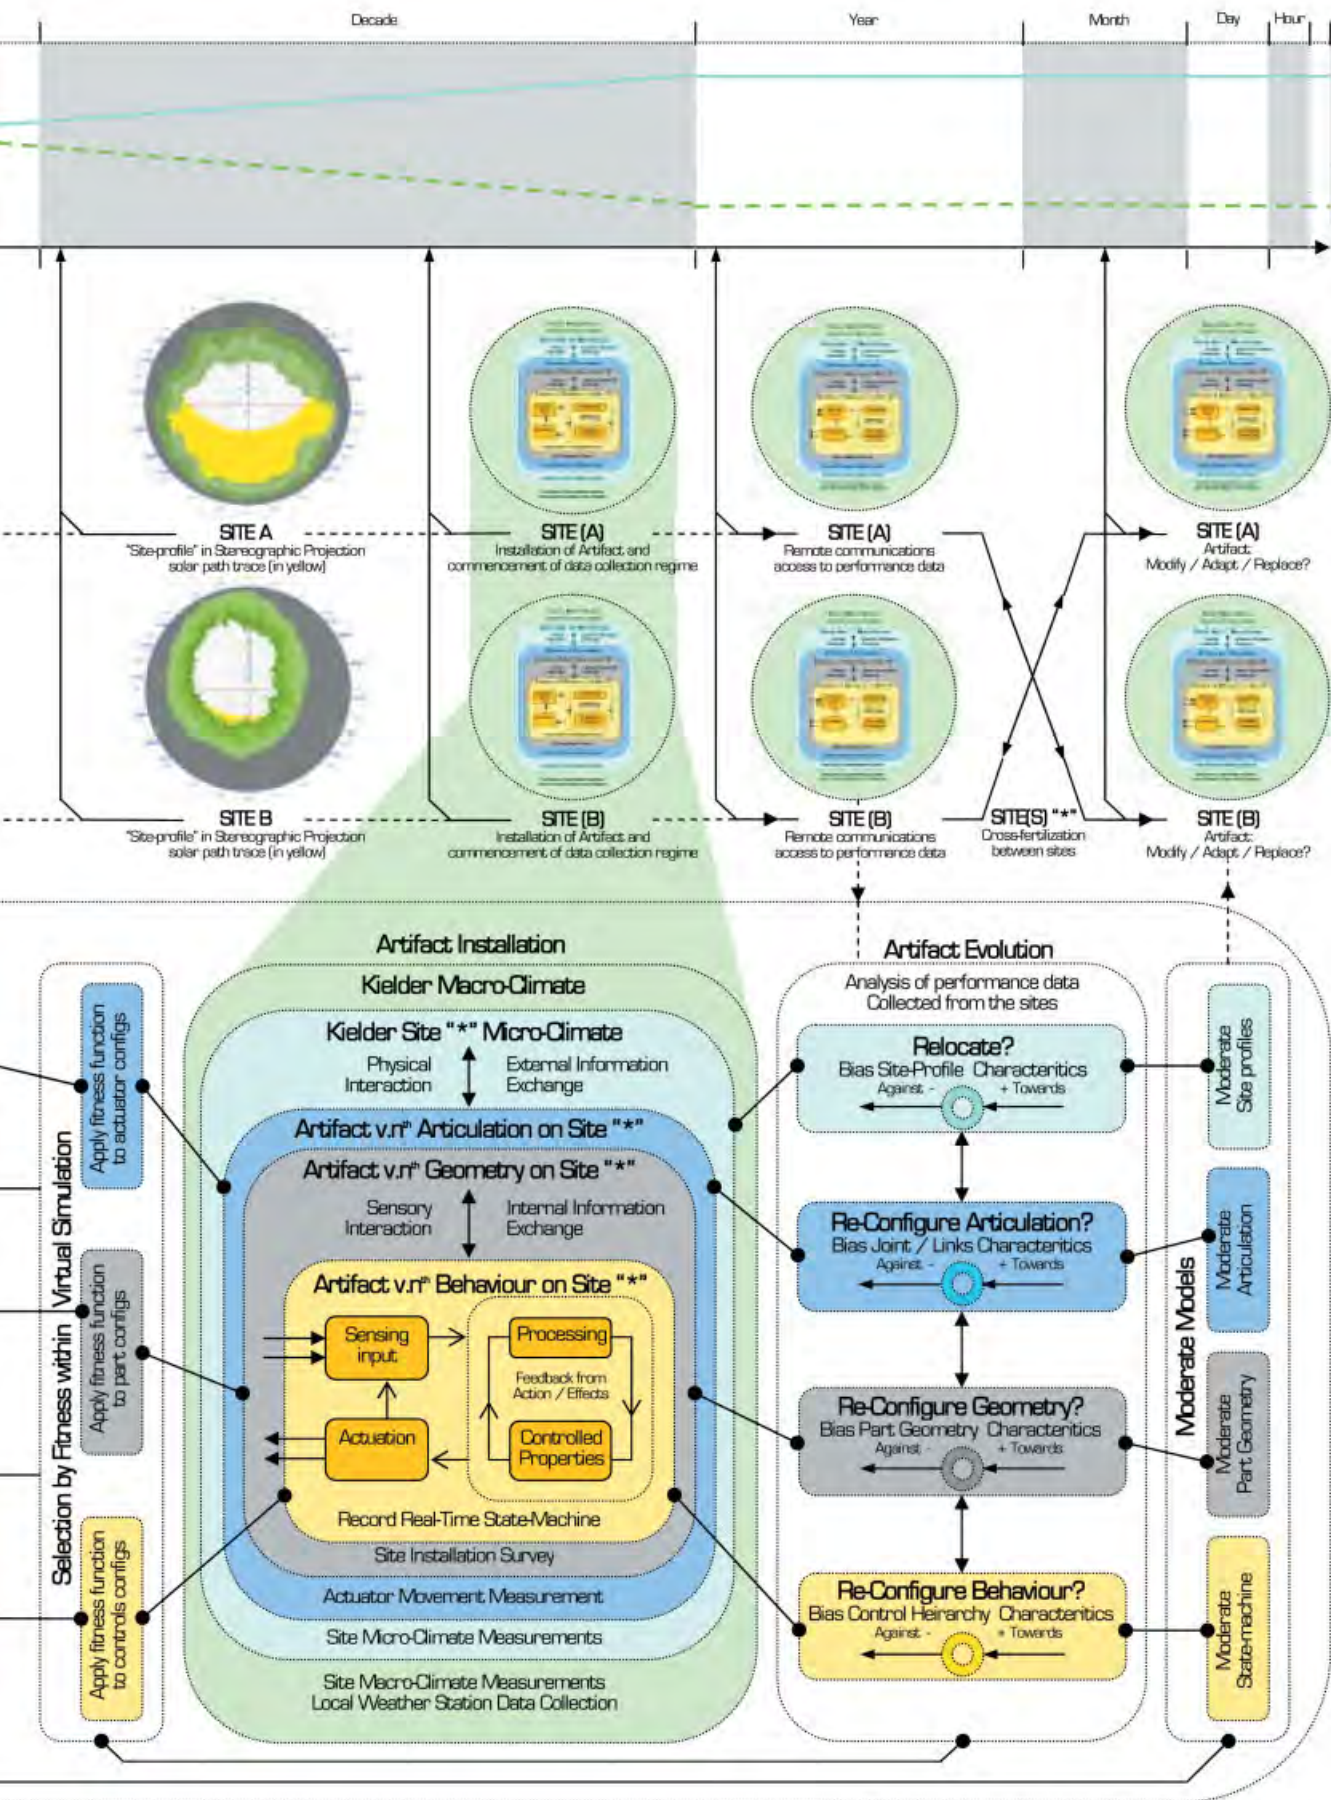 Decade
Year
Month
Day
Hour
SITE A
"Site-profile" in Stereographic Projection
solar path trace (in yellow)
SITE (A)
Installation of Artifact and
commencement of data collection regime
SITE (A)
Remote communications
access to performance data
SITE (A)
Artifact
Modify / Adapt / Replace?
SITE B
"Site-profile" in Stereographic Projection
solar path trace (in yellow)
SITE (B)
Installation of Artifact and
commencement of data collection regime
SITE (B)
Remote communications
access to performance data
SITE(S) "*"
Cross-fertilization
between sites
SITE (B)
Artifact
Modify / Adapt / Replace?
Selection by Fitness within Virtual Simulation
Apply fitness function
to actuator configs
Apply fitness function
to part configs
Apply fitness function
to controls configs
Artifact Installation
Kielder Macro-Climate
Kielder Site "*" Micro-Climate
Physical
Interaction
External Information
Exchange
Artifact v.nth Articulation on Site "*"
Artifact v.nth Geometry on Site "*"
Sensory
Interaction
Internal Information
Exchange
Artifact v.nth Behaviour on Site "*"
Sensing
input
Processing
Feedback from
Action / Effects
Actuation
Controlled
Properties
Record Real-Time State-Machine
Site Installation Survey
Actuator Movement Measurement
Site Micro-Climate Measurements
Site Macro-Climate Measurements
Local Weather Station Data Collection
Artifact Evolution
Analysis of performance data
Collected from the sites
Relocate?
Bias Site-Profile Characteritics
Against - + Towards
Re-Configure Articulation?
Bias Joint / Links Characteritics
Against - + Towards
Re-Configure Geometry?
Bias Part Geometry Characteritics
Against - + Towards
Re-Configure Behaviour?
Bias Control Heirarchy Characteritics
Against - + Towards
Moderate Models
Moderate
Site profiles
Moderate
Articulation
Moderate
Part Geometry
Moderate
State-machine